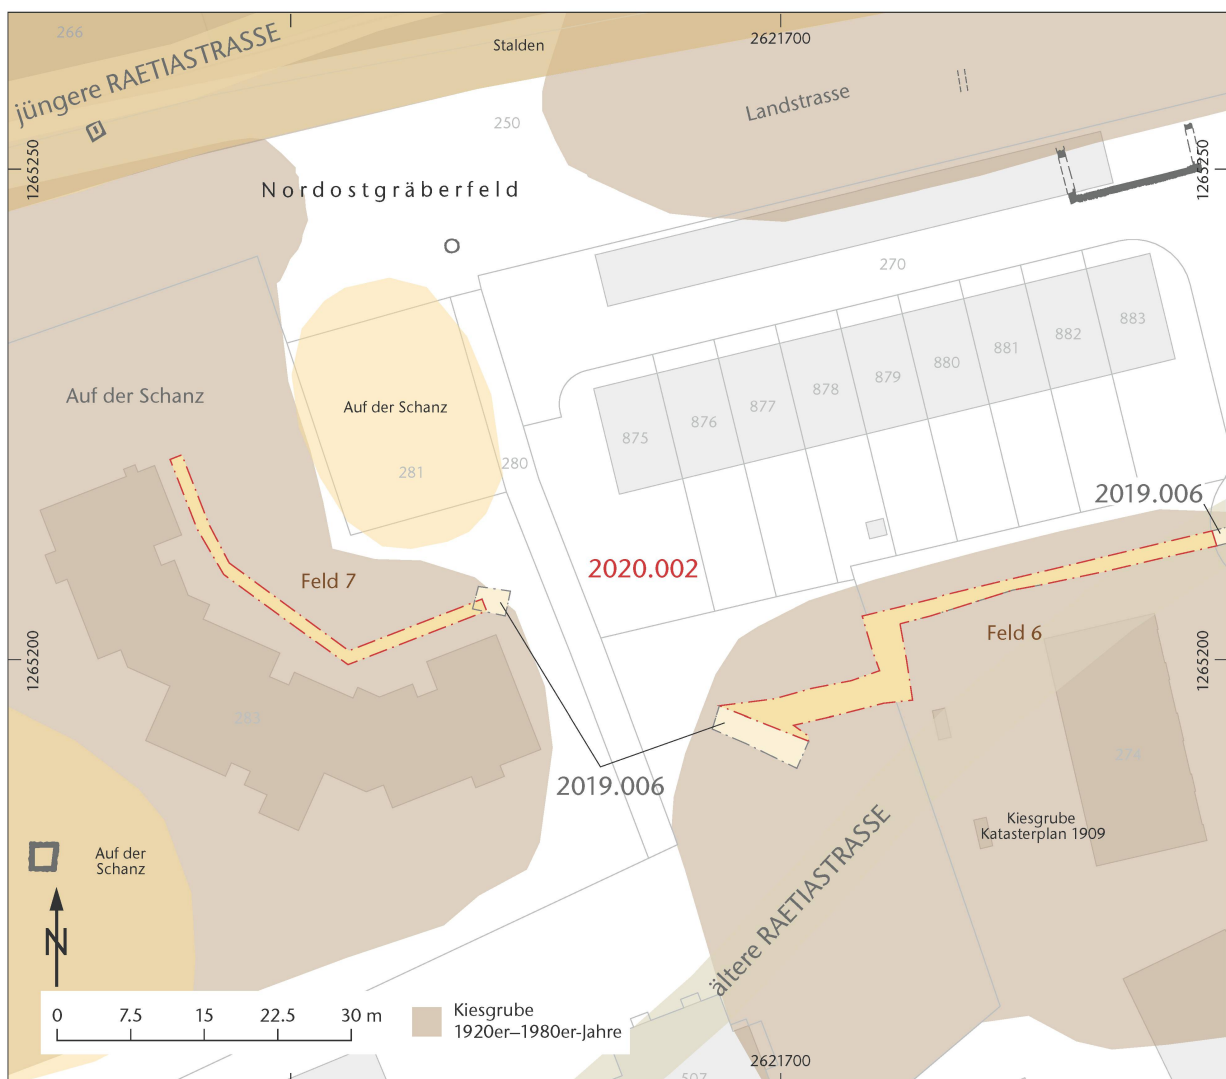 266
jüngere RAETIASTRASSE
Stalden
2621700
Landstrasse
250
1265250
1265250
Nordostgräberfeld
270
883
882
881
880
879
878
877
876
875
Auf der Schanz
Auf der Schanz
281
280
2019.006
2020.002
Feld 7
Feld 6
1265200
1265200
283
274
2019.006
Kiesgrube
Katasterplan 1909
Auf der
Schanz
ältere RAETIASTRASSE
N
0 7.5 15 22.5 30 m
Kiesgrube
1920er–1980er-Jahre
2621700
507